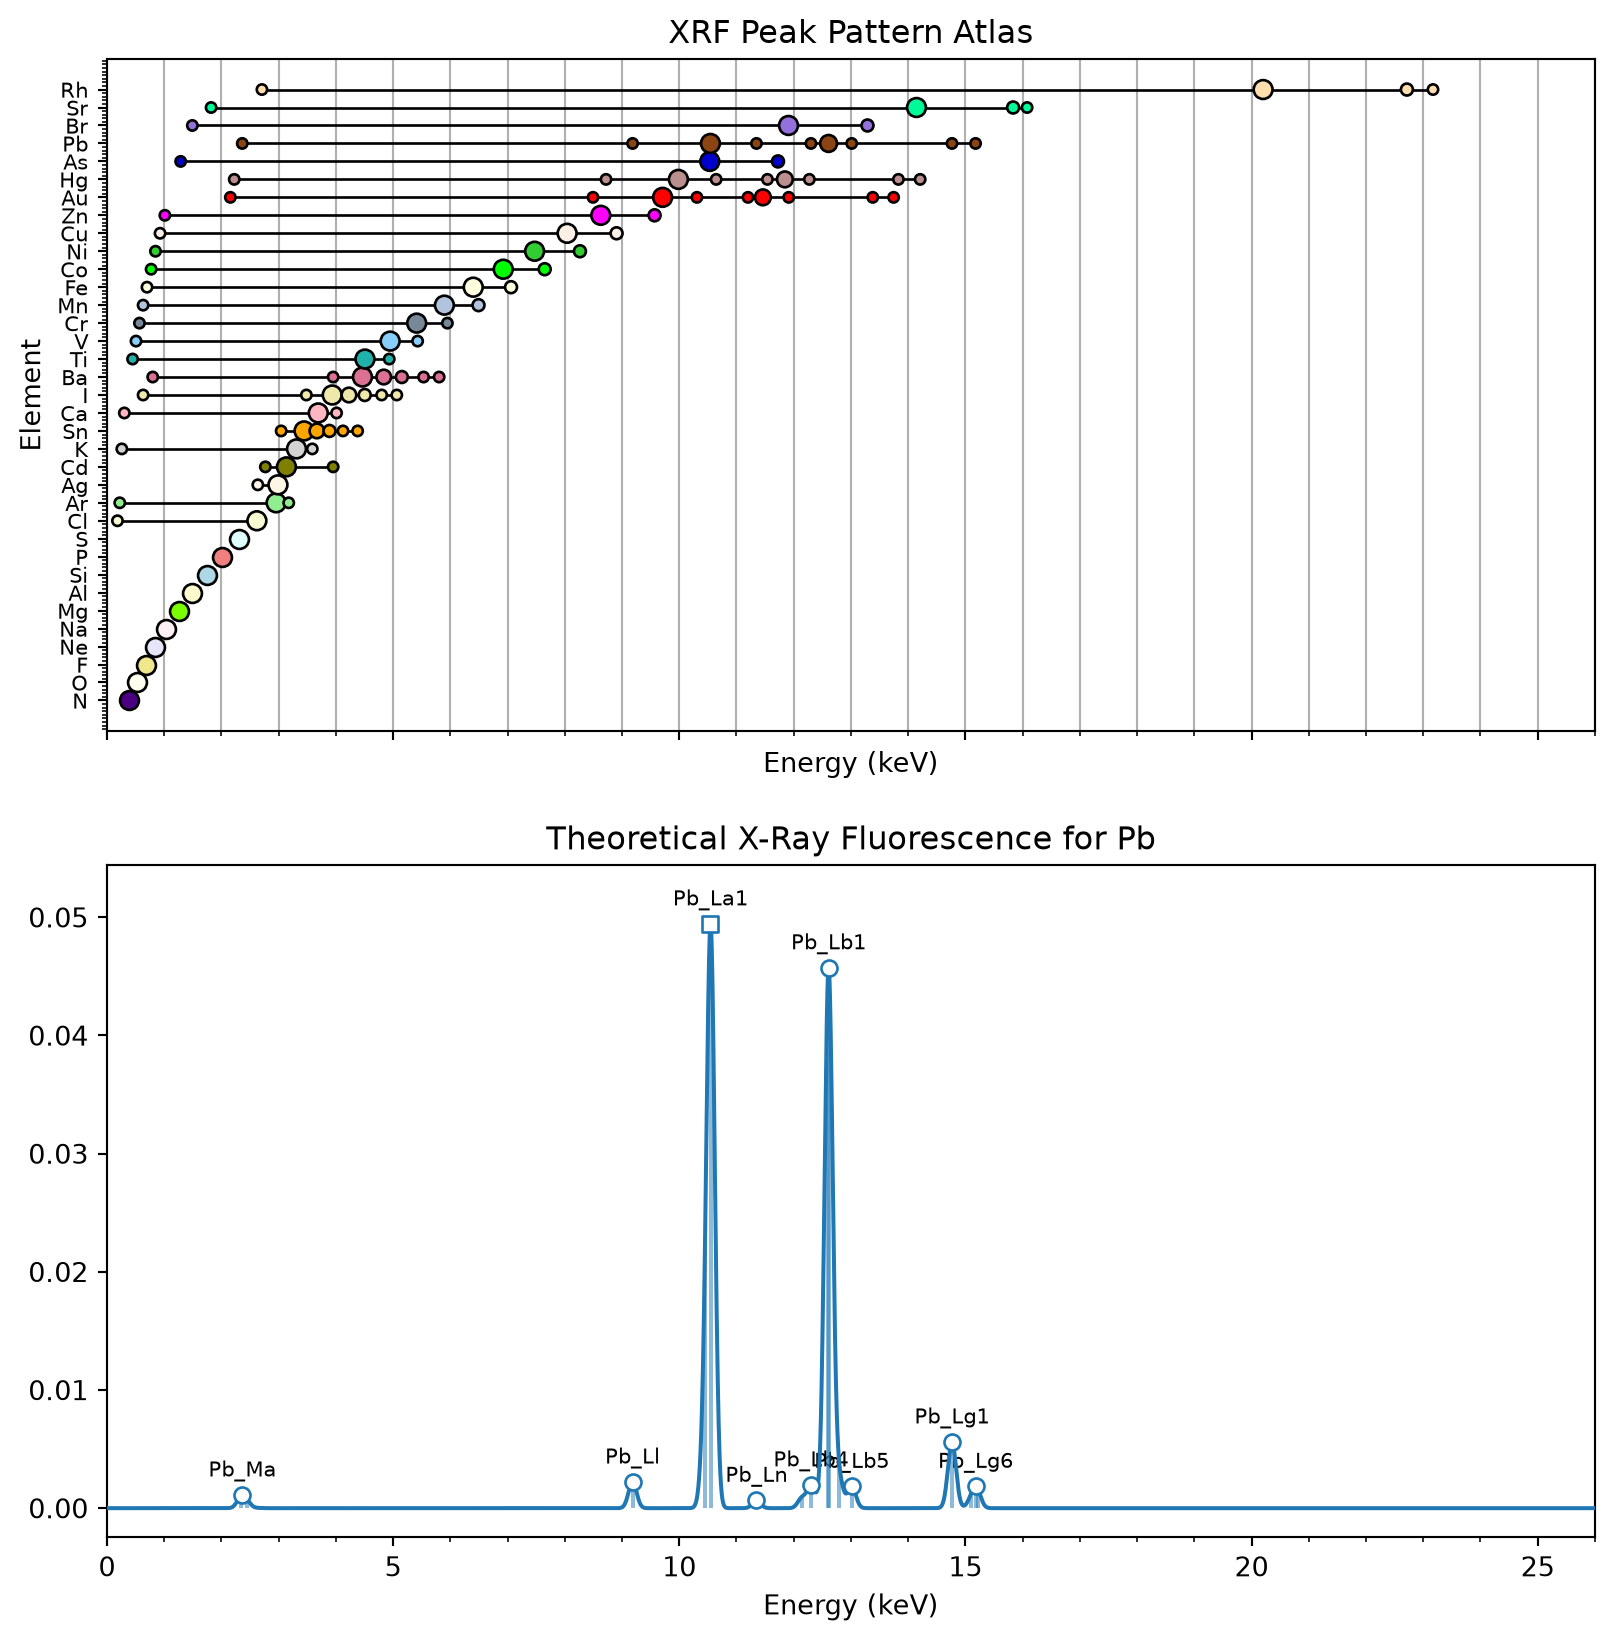 XRF Peak Pattern Atlas
Element
Rh
Sr
Br
Pb
As
Hg
Au
Zn
Cu
Ni
Co
Fe
Mn
Cr
V
Ti
Ba
I
Ca
Sn
K
Cd
Ag
Ar
Cl
S
P
Si
Al
Mg
Na
Ne
F
O
N
Energy (keV)
Theoretical X-Ray Fluorescence for Pb
0.05
0.04
0.03
0.02
0.01
0.00
Pb_La1
Pb_Lb1
Pb_Lg1
Pb_Ll
Pb_Lb4
Pb_Lb5
Pb_Lg6
Pb_Ma
Pb_Ln
0 5 10 15 20 25
Energy (keV)